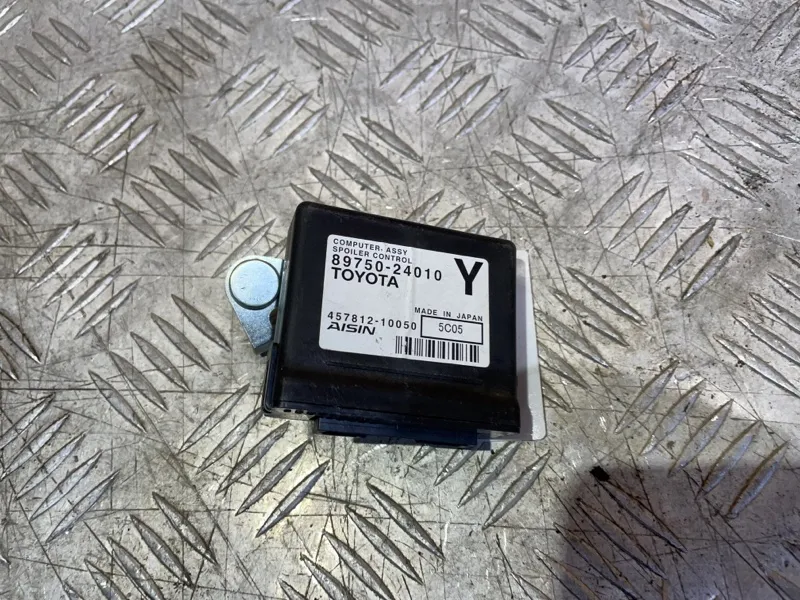 COMPUTER, ASSY
SPOILER CONTROL
89750-24010 Y
TOYOTA
MADE IN JAPAN
457812-10050 5C05
AISIN